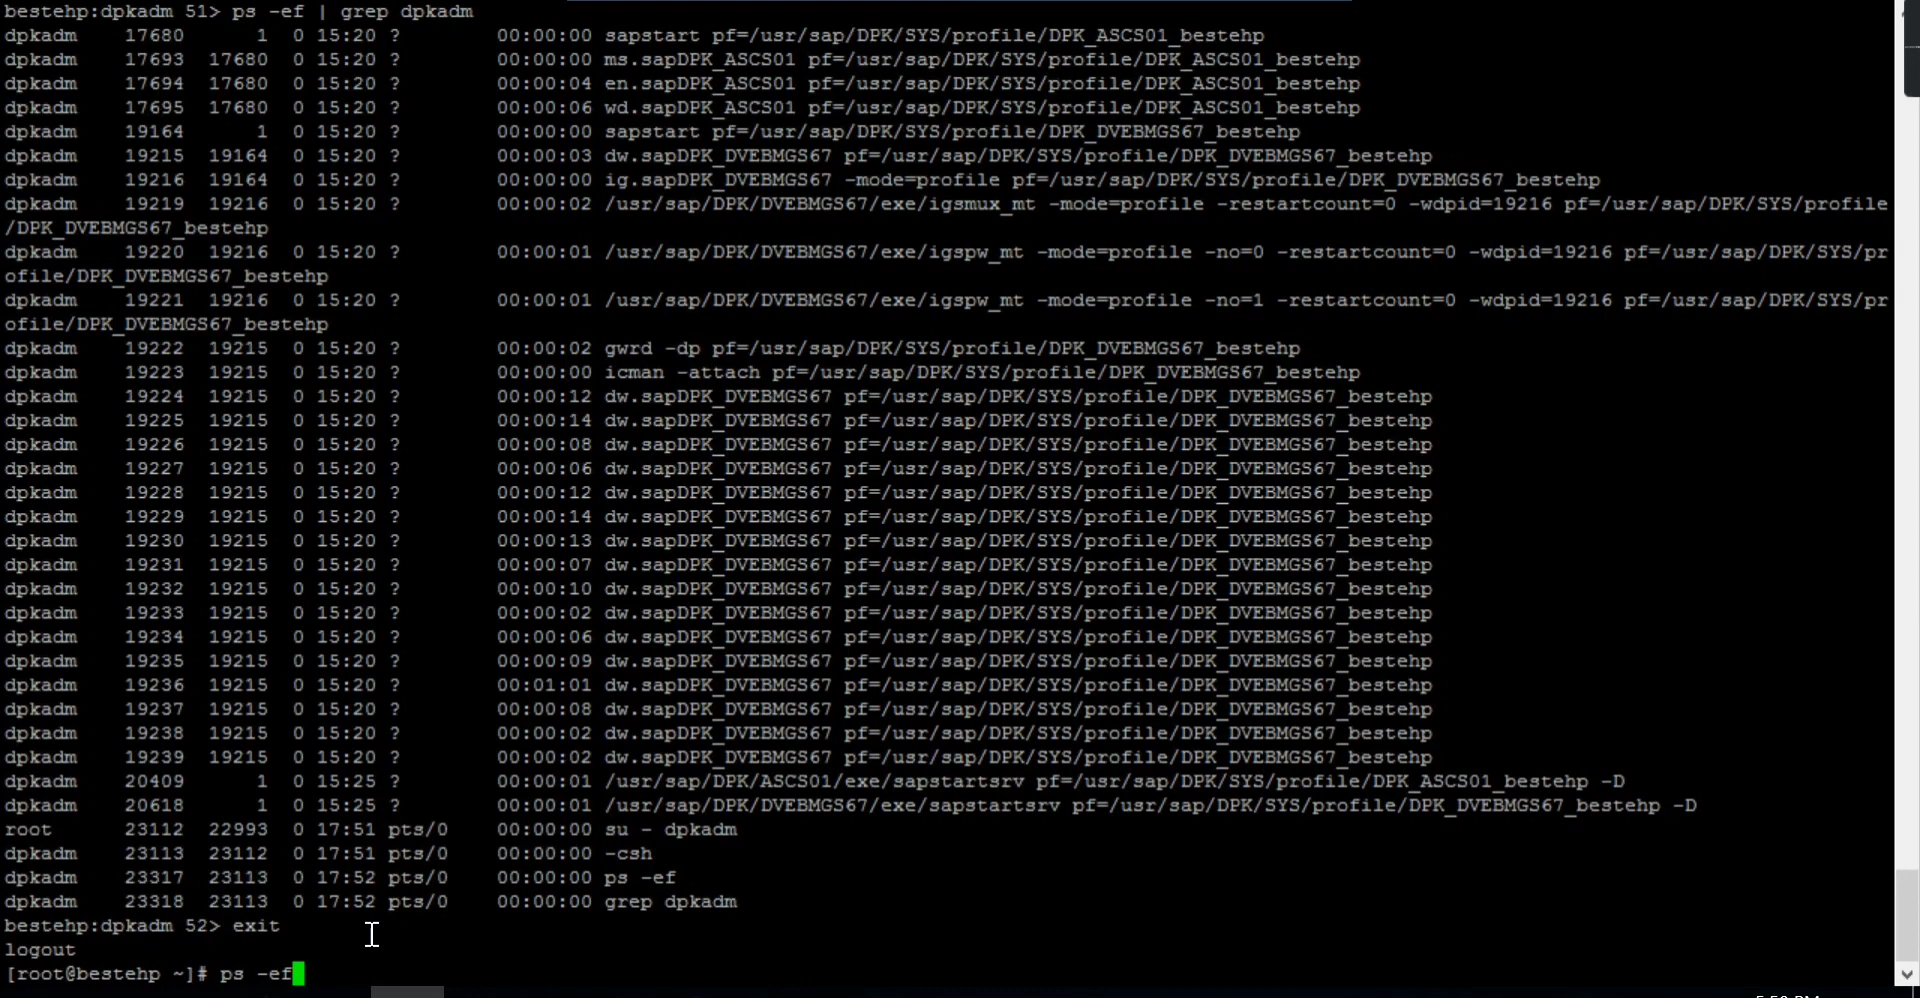 bestehp:dpkadm 51> ps -ef | grep dpkadm
dpkadm    17680      1  0 15:20 ?        00:00:00 sapstart pf=/usr/sap/DPK/SYS/profile/DPK_ASCS01_bestehp
dpkadm    17693  17680  0 15:20 ?        00:00:00 ms.sapDPK_ASCS01 pf=/usr/sap/DPK/SYS/profile/DPK_ASCS01_bestehp
dpkadm    17694  17680  0 15:20 ?        00:00:04 en.sapDPK_ASCS01 pf=/usr/sap/DPK/SYS/profile/DPK_ASCS01_bestehp
dpkadm    17695  17680  0 15:20 ?        00:00:06 wd.sapDPK_ASCS01 pf=/usr/sap/DPK/SYS/profile/DPK_ASCS01_bestehp
dpkadm    19164      1  0 15:20 ?        00:00:00 sapstart pf=/usr/sap/DPK/SYS/profile/DPK_DVEBMGS67_bestehp
dpkadm    19215  19164  0 15:20 ?        00:00:03 dw.sapDPK_DVEBMGS67 pf=/usr/sap/DPK/SYS/profile/DPK_DVEBMGS67_bestehp
dpkadm    19216  19164  0 15:20 ?        00:00:00 ig.sapDPK_DVEBMGS67 -mode=profile pf=/usr/sap/DPK/SYS/profile/DPK_DVEBMGS67_bestehp
dpkadm    19219  19216  0 15:20 ?        00:00:02 /usr/sap/DPK/DVEBMGS67/exe/igsmux_mt -mode=profile -restartcount=0 -wdpid=19216 pf=/usr/sap/DPK/SYS/profile
/DPK_DVEBMGS67_bestehp
dpkadm    19220  19216  0 15:20 ?        00:00:01 /usr/sap/DPK/DVEBMGS67/exe/igspw_mt -mode=profile -no=0 -restartcount=0 -wdpid=19216 pf=/usr/sap/DPK/SYS/pr
ofile/DPK_DVEBMGS67_bestehp
dpkadm    19221  19216  0 15:20 ?        00:00:01 /usr/sap/DPK/DVEBMGS67/exe/igspw_mt -mode=profile -no=1 -restartcount=0 -wdpid=19216 pf=/usr/sap/DPK/SYS/pr
ofile/DPK_DVEBMGS67_bestehp
dpkadm    19222  19215  0 15:20 ?        00:00:02 gwrd -dp pf=/usr/sap/DPK/SYS/profile/DPK_DVEBMGS67_bestehp
dpkadm    19223  19215  0 15:20 ?        00:00:00 icman -attach pf=/usr/sap/DPK/SYS/profile/DPK_DVEBMGS67_bestehp
dpkadm    19224  19215  0 15:20 ?        00:00:12 dw.sapDPK_DVEBMGS67 pf=/usr/sap/DPK/SYS/profile/DPK_DVEBMGS67_bestehp
dpkadm    19225  19215  0 15:20 ?        00:00:14 dw.sapDPK_DVEBMGS67 pf=/usr/sap/DPK/SYS/profile/DPK_DVEBMGS67_bestehp
dpkadm    19226  19215  0 15:20 ?        00:00:08 dw.sapDPK_DVEBMGS67 pf=/usr/sap/DPK/SYS/profile/DPK_DVEBMGS67_bestehp
dpkadm    19227  19215  0 15:20 ?        00:00:06 dw.sapDPK_DVEBMGS67 pf=/usr/sap/DPK/SYS/profile/DPK_DVEBMGS67_bestehp
dpkadm    19228  19215  0 15:20 ?        00:00:12 dw.sapDPK_DVEBMGS67 pf=/usr/sap/DPK/SYS/profile/DPK_DVEBMGS67_bestehp
dpkadm    19229  19215  0 15:20 ?        00:00:14 dw.sapDPK_DVEBMGS67 pf=/usr/sap/DPK/SYS/profile/DPK_DVEBMGS67_bestehp
dpkadm    19230  19215  0 15:20 ?        00:00:13 dw.sapDPK_DVEBMGS67 pf=/usr/sap/DPK/SYS/profile/DPK_DVEBMGS67_bestehp
dpkadm    19231  19215  0 15:20 ?        00:00:07 dw.sapDPK_DVEBMGS67 pf=/usr/sap/DPK/SYS/profile/DPK_DVEBMGS67_bestehp
dpkadm    19232  19215  0 15:20 ?        00:00:10 dw.sapDPK_DVEBMGS67 pf=/usr/sap/DPK/SYS/profile/DPK_DVEBMGS67_bestehp
dpkadm    19233  19215  0 15:20 ?        00:00:02 dw.sapDPK_DVEBMGS67 pf=/usr/sap/DPK/SYS/profile/DPK_DVEBMGS67_bestehp
dpkadm    19234  19215  0 15:20 ?        00:00:06 dw.sapDPK_DVEBMGS67 pf=/usr/sap/DPK/SYS/profile/DPK_DVEBMGS67_bestehp
dpkadm    19235  19215  0 15:20 ?        00:00:09 dw.sapDPK_DVEBMGS67 pf=/usr/sap/DPK/SYS/profile/DPK_DVEBMGS67_bestehp
dpkadm    19236  19215  0 15:20 ?        00:01:01 dw.sapDPK_DVEBMGS67 pf=/usr/sap/DPK/SYS/profile/DPK_DVEBMGS67_bestehp
dpkadm    19237  19215  0 15:20 ?        00:00:08 dw.sapDPK_DVEBMGS67 pf=/usr/sap/DPK/SYS/profile/DPK_DVEBMGS67_bestehp
dpkadm    19238  19215  0 15:20 ?        00:00:02 dw.sapDPK_DVEBMGS67 pf=/usr/sap/DPK/SYS/profile/DPK_DVEBMGS67_bestehp
dpkadm    19239  19215  0 15:20 ?        00:00:02 dw.sapDPK_DVEBMGS67 pf=/usr/sap/DPK/SYS/profile/DPK_DVEBMGS67_bestehp
dpkadm    20409      1  0 15:25 ?        00:00:01 /usr/sap/DPK/ASCS01/exe/sapstartsrv pf=/usr/sap/DPK/SYS/profile/DPK_ASCS01_bestehp -D
dpkadm    20618      1  0 15:25 ?        00:00:01 /usr/sap/DPK/DVEBMGS67/exe/sapstartsrv pf=/usr/sap/DPK/SYS/profile/DPK_DVEBMGS67_bestehp -D
root      23112  22993  0 17:51 pts/0    00:00:00 su - dpkadm
dpkadm    23113  23112  0 17:51 pts/0    00:00:00 -csh
dpkadm    23317  23113  0 17:52 pts/0    00:00:00 ps -ef
dpkadm    23318  23113  0 17:52 pts/0    00:00:00 grep dpkadm
bestehp:dpkadm 52> exit
logout
[root@bestehp ~]# ps -ef